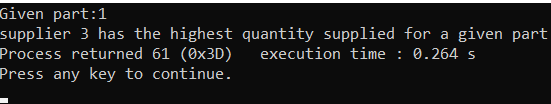 Given part:1
supplier 3 has the highest quantity supplied for a given part
Process returned 61 (0x3D)   execution time : 0.264 s
Press any key to continue.